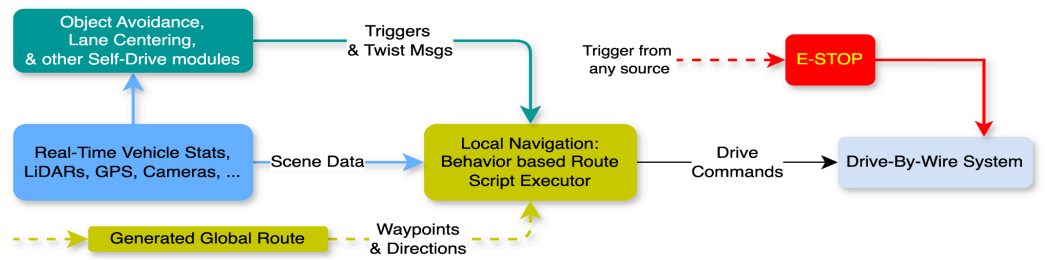 Object Avoidance,
Lane Centering,
& other Self-Drive modules
Triggers
& Twist Msgs
Trigger from
any source
E-STOP
Real-Time Vehicle Stats,
LiDARs, GPS, Cameras, ...
Scene Data
Local Navigation:
Behavior based Route
Script Executor
Drive
Commands
Drive-By-Wire System
Generated Global Route
Waypoints
& Directions